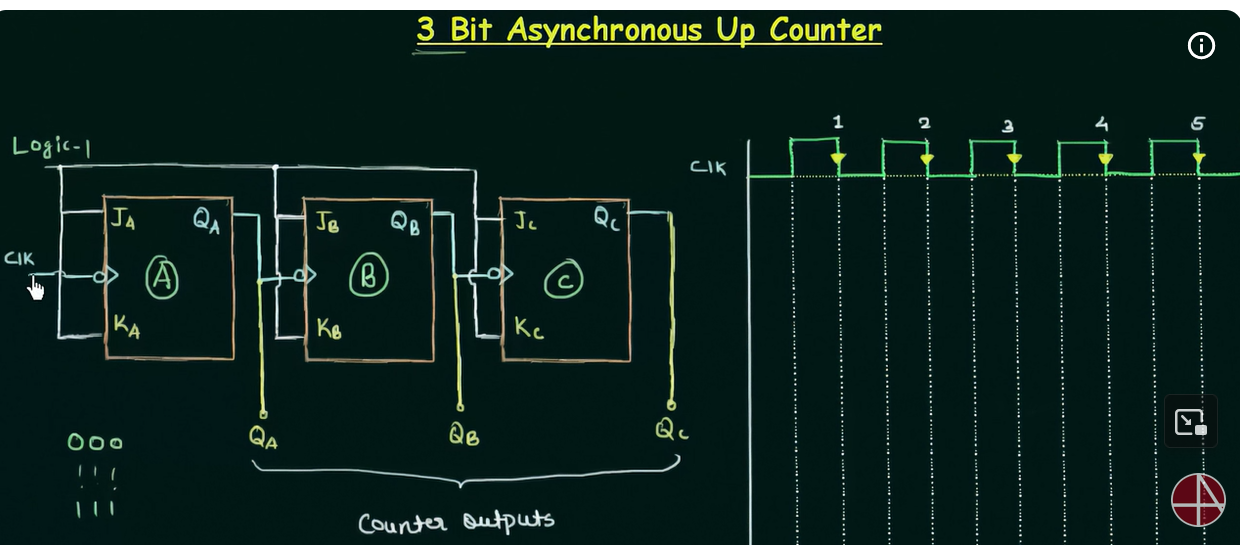 3 Bit Asynchronous Up Counter
1 2 3 4 5
Logic-1
ClK
JA QA JB QB JC QC
ClK
A B C
KA KB KC
QA QB QC
000
111
Counter outputs